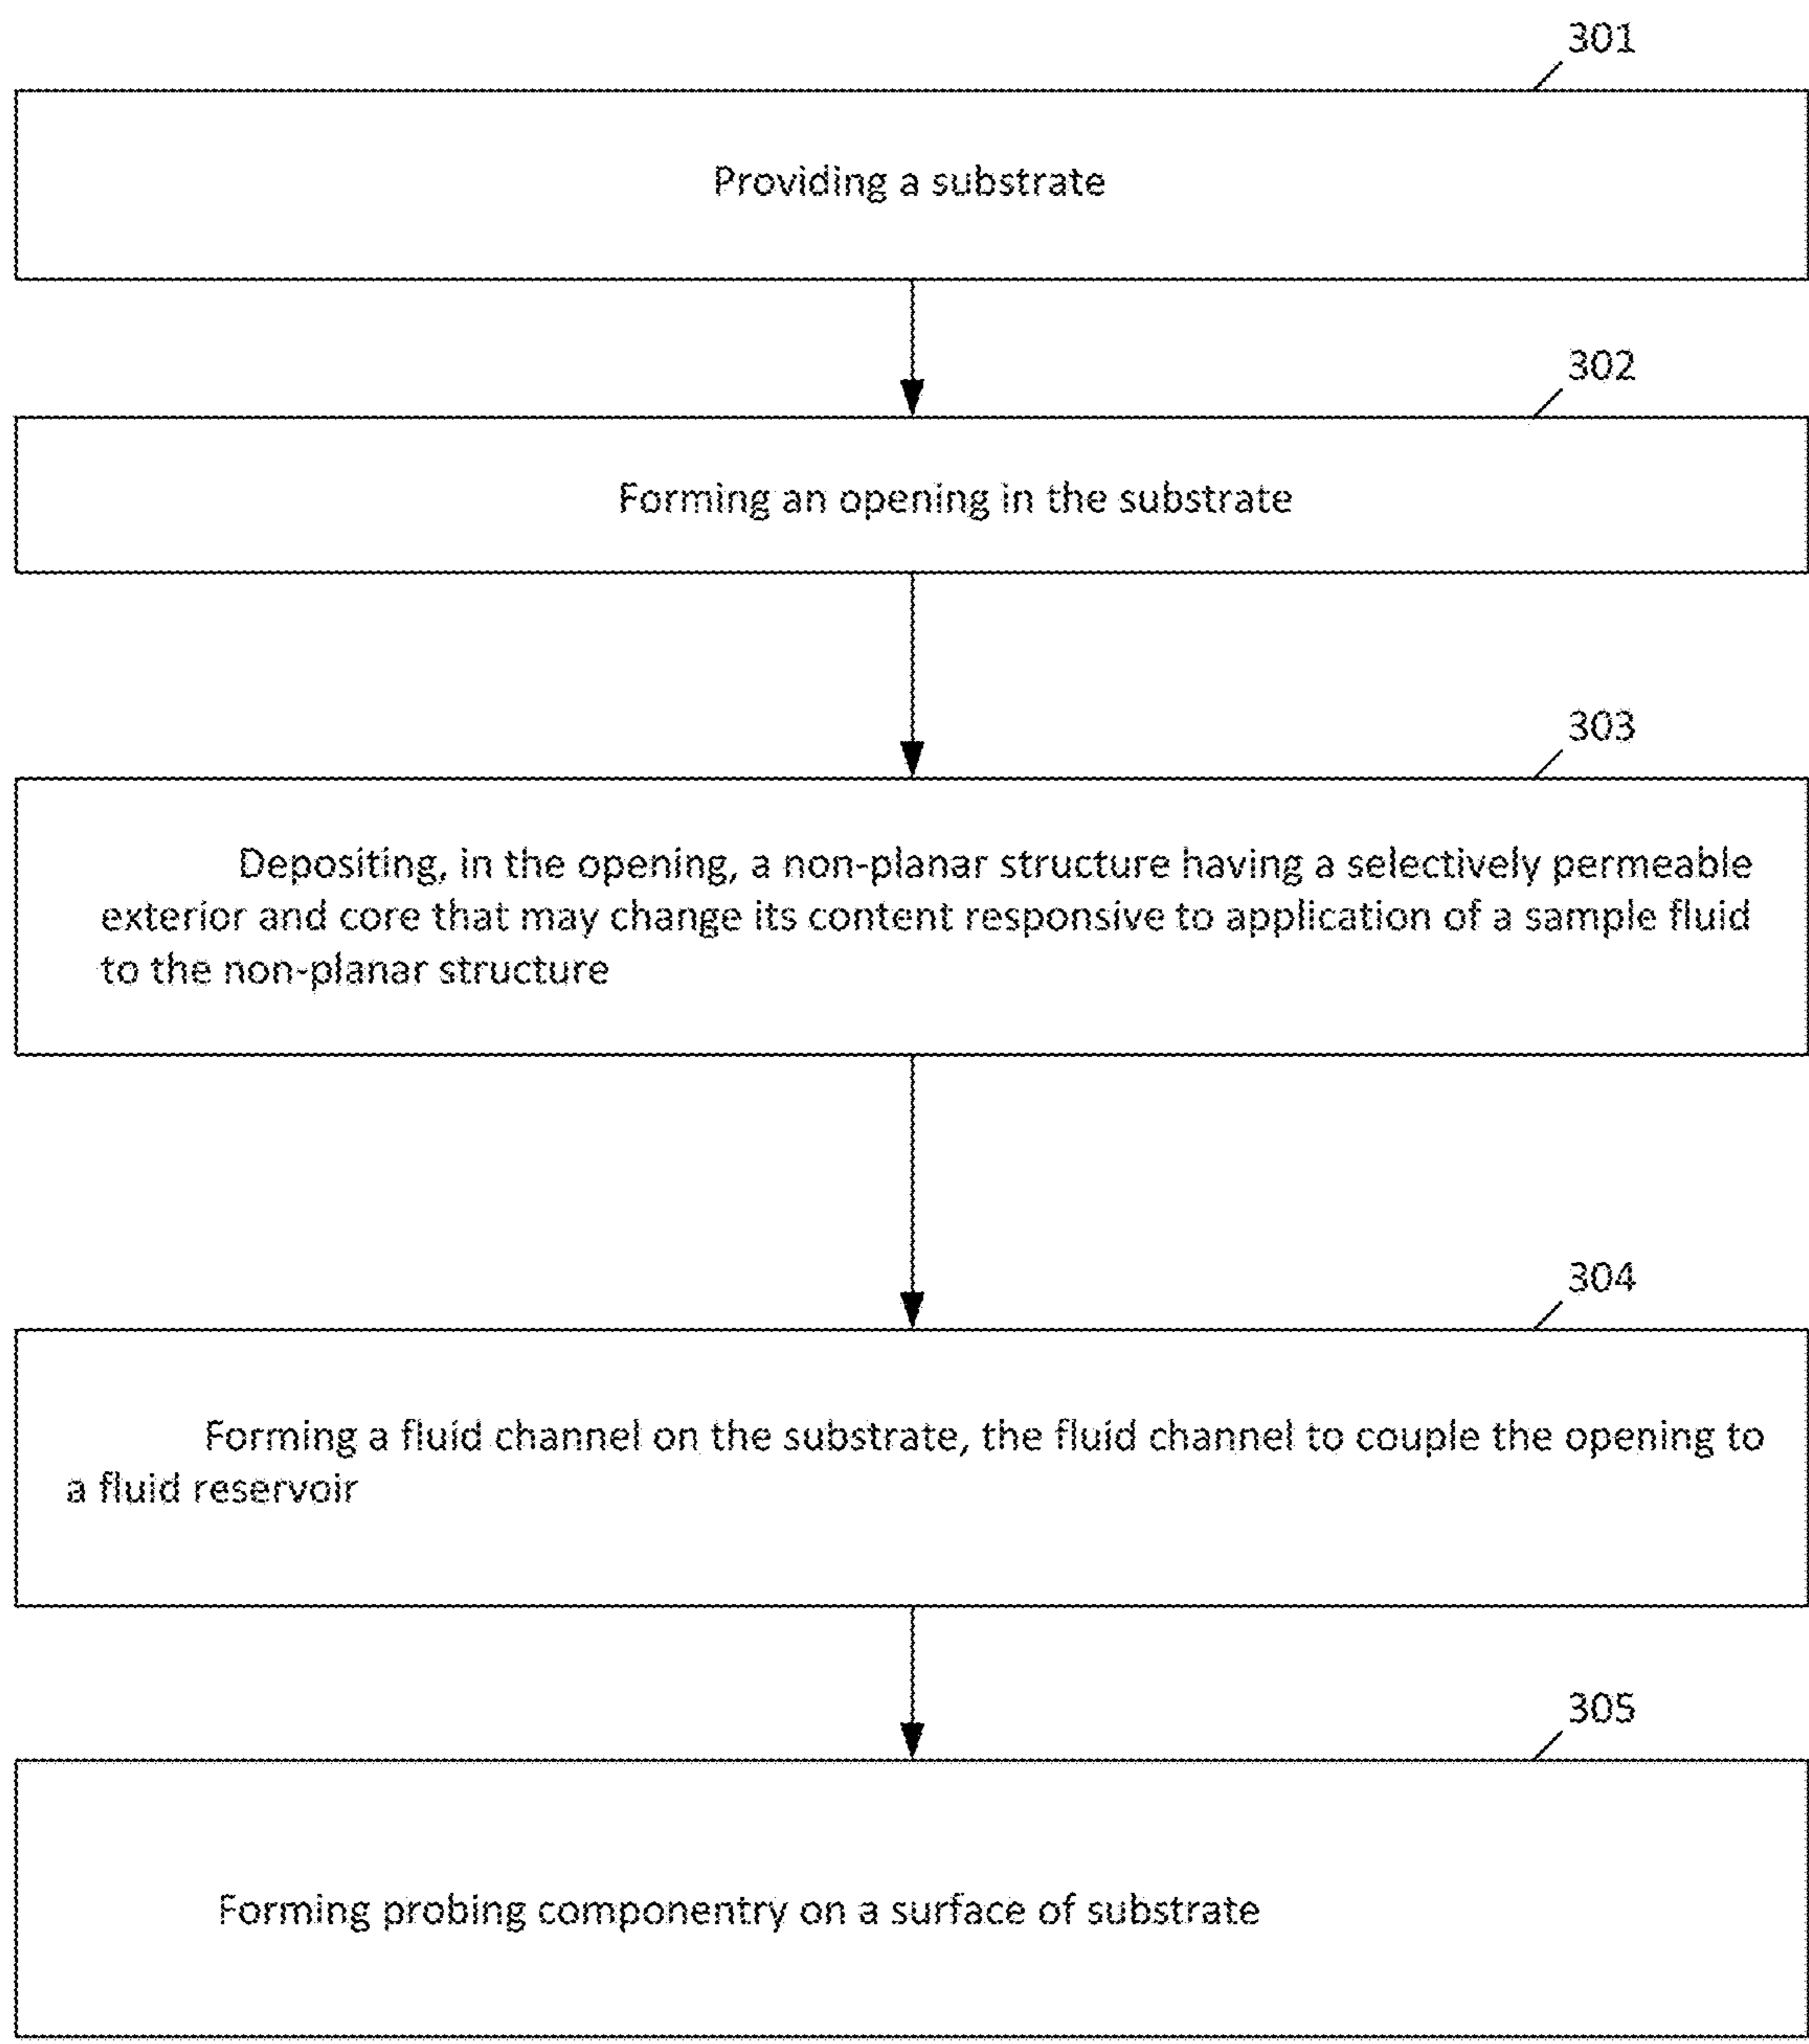 301
Providing a substrate
302
Forming an opening in the substrate
303
Depositing, in the opening, a non-planar structure having a selectively permeable
exterior and core that may change its content responsive to application of a sample fluid
to the non-planar structure
304
Forming a fluid channel on the substrate, the fluid channel to couple the opening to
a fluid reservoir
305
Forming probing componentry on a surface of substrate